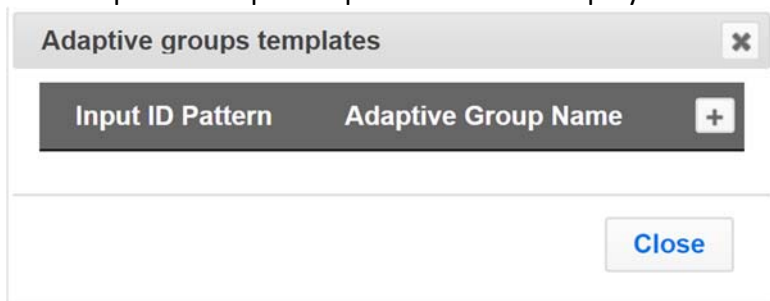 Adaptive groups templates
Input ID Pattern Adaptive Group Name +
Close